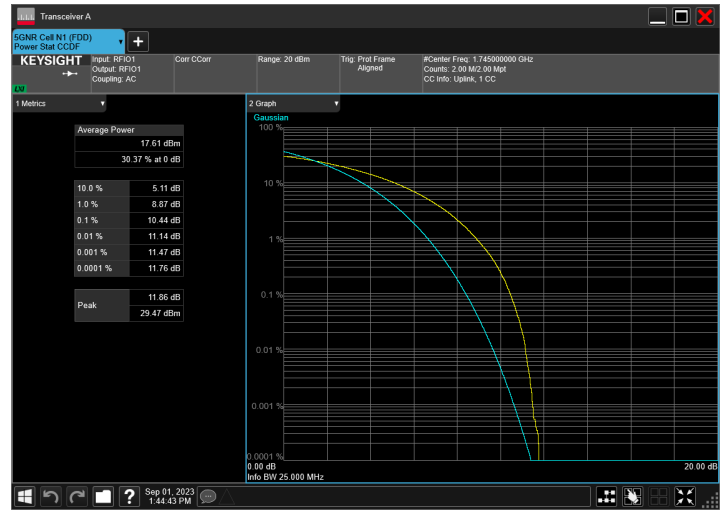 Transceiver A
5GNR Cell N1 (FDD)
Power Stat CCDF
KEYSIGHT
Input: RFIO1
Output: RFIO1
Coupling: AC
Corr CCorr
Range: 20 dBm
Trig: Prot Frame
Aligned
#Center Freq: 1.745000000 GHz
Counts: 2.00 M/2.00 Mpt
CC Info: Uplink, 1 CC
LXI
1 Metrics
Average Power
17.61 dBm
30.37 % at 0 dB
10.0 % 5.11 dB
1.0 % 8.87 dB
0.1 % 10.44 dB
0.01 % 11.14 dB
0.001 % 11.47 dB
0.0001 % 11.76 dB
Peak
11.86 dB
29.47 dBm
2 Graph
Gaussian
100 %
10 %
1 %
0.1 %
0.01 %
0.001 %
0.0001 %
0.00 dB
20.00 dB
Info BW 25.000 MHz
Sep 01, 2023
1:44:43 PM